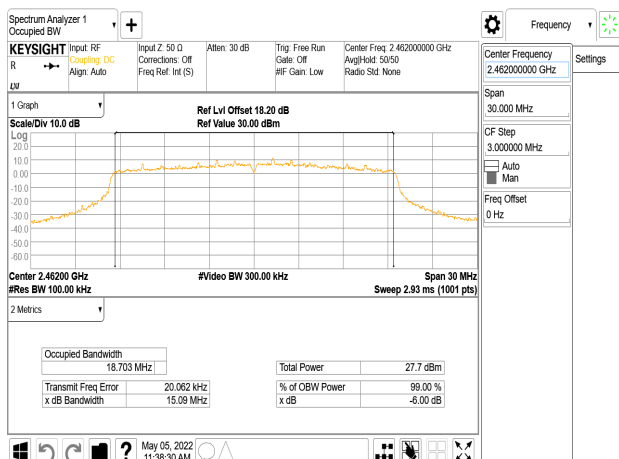 Spectrum Analyzer 1
Occupied BW
Frequency
KEYSIGHT
R
Input: RF
Coupling: DC
Align: Auto
Input Z: 50 Ω
Corrections: Off
Freq Ref: Int (S)
Atten: 30 dB
Trig: Free Run
Gate: Off
#IF Gain: Low
Center Freq: 2.462000000 GHz
Avg|Hold: 50/50
Radio Std: None
Center Frequency
2.462000000 GHz
Settings
Span
30.000 MHz
CF Step
3.000000 MHz
Auto
Man
Freq Offset
0 Hz
1 Graph
Scale/Div 10.0 dB
Ref Lvl Offset 18.20 dB
Ref Value 30.00 dBm
Log
20.0
10.0
0.00
-10.0
-20.0
-30.0
-40.0
-50.0
-60.0
Center 2.46200 GHz
#Video BW 300.00 kHz
Span 30 MHz
#Res BW 100.00 kHz
Sweep 2.93 ms (1001 pts)
2 Metrics
Occupied Bandwidth
18.703 MHz
Total Power 27.7 dBm
Transmit Freq Error 20.062 kHz
% of OBW Power 99.00 %
x dB Bandwidth 15.09 MHz
x dB -6.00 dB
?
May 05, 2022
11:38:30 AM